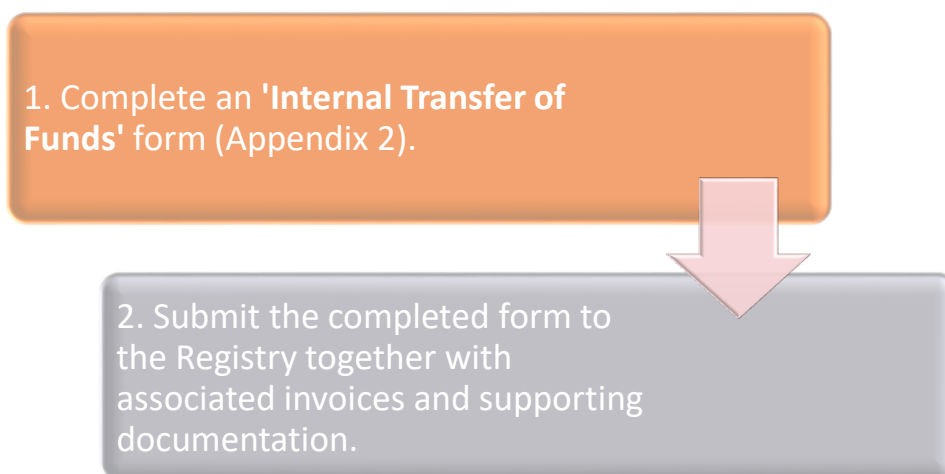 1. Complete an 'Internal Transfer of
Funds' form (Appendix 2).
2. Submit the completed form to
the Registry together with
associated invoices and supporting
documentation.